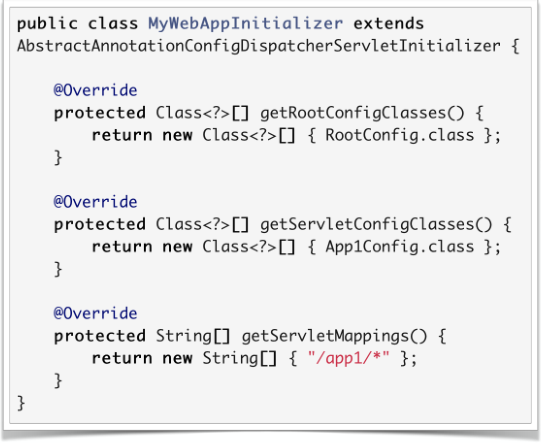 public class MyWebAppInitializer extends
AbstractAnnotationConfigDispatcherServletInitializer {
@Override
protected Class<?>[] getRootConfigClasses() {
return new Class<?>[] { RootConfig.class };
}
@Override
protected Class<?>[] getServletConfigClasses() {
return new Class<?>[] { App1Config.class };
}
@Override
protected String[] getServletMappings() {
return new String[] { "/app1/*" };
}
}